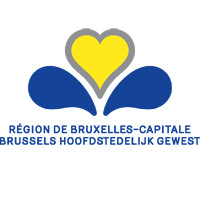 RÉGION DE BRUXELLES-CAPITALE
BRUSSELS HOOFDSTEDELIJK GEWEST